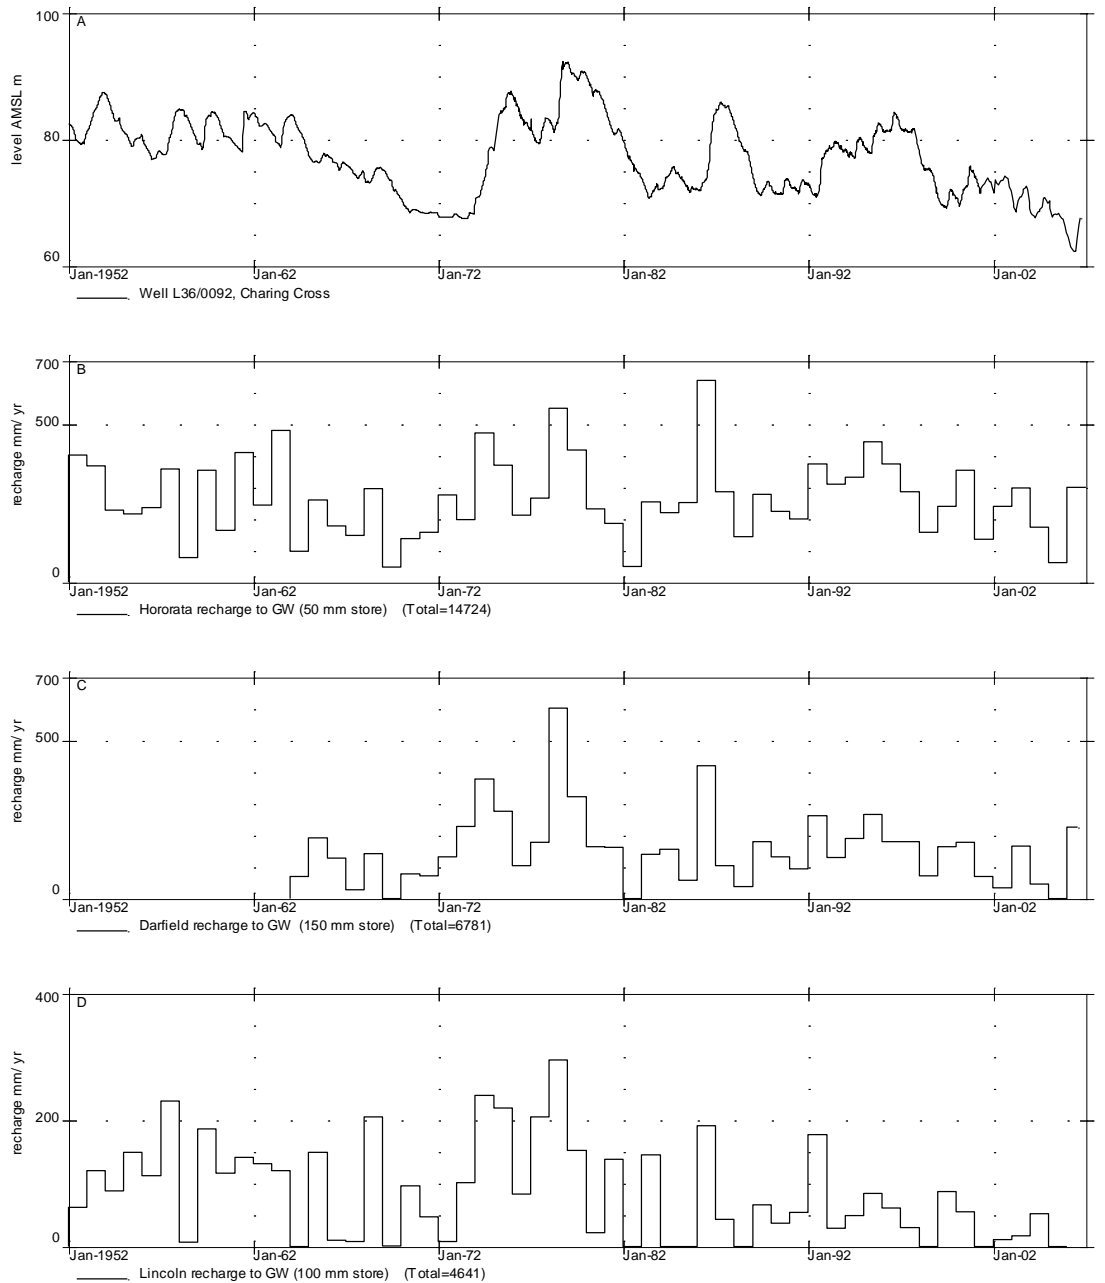 100
A
level AMSL m
80
60
Jan-1952 Jan-62 Jan-72 Jan-82 Jan-92 Jan-02
Well L36/0092, Charing Cross
700
B
500
recharge mm/ yr
0
Jan-1952 Jan-62 Jan-72 Jan-82 Jan-92 Jan-02
Hororata recharge to GW (50 mm store) (Total=14724)
700
C
500
recharge mm/ yr
0
Jan-1952 Jan-62 Jan-72 Jan-82 Jan-92 Jan-02
Darfield recharge to GW (150 mm store) (Total=6781)
400
D
recharge mm/ yr
200
0
Jan-1952 Jan-62 Jan-72 Jan-82 Jan-92 Jan-02
Lincoln recharge to GW (100 mm store) (Total=4641)